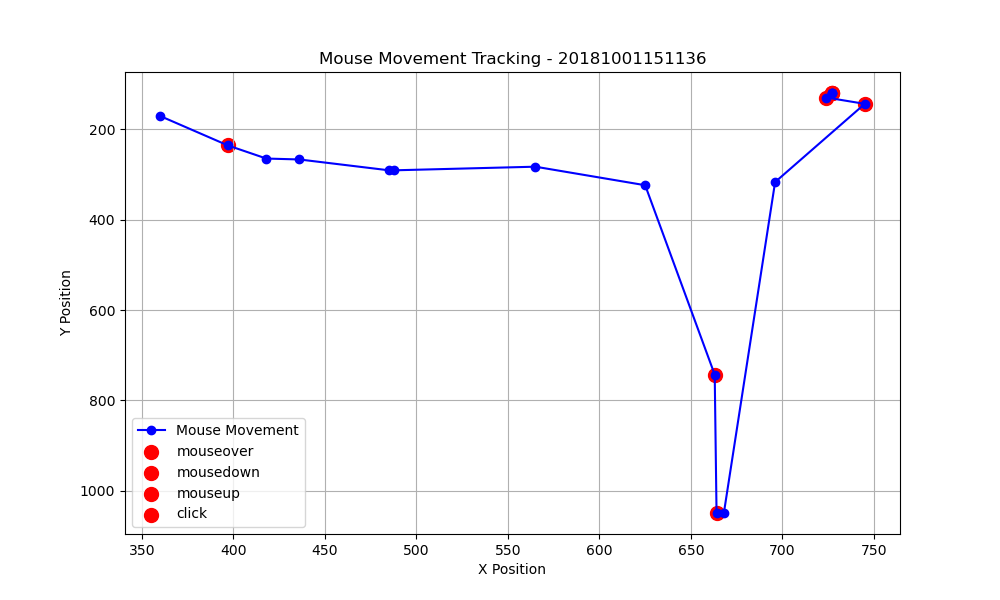 Mouse Movement Tracking - 20181001151136
200
400
600
800
1000
Y Position
Mouse Movement
mouseover
mousedown
mouseup
click
350 400 450 500 550 600 650 700 750
X Position